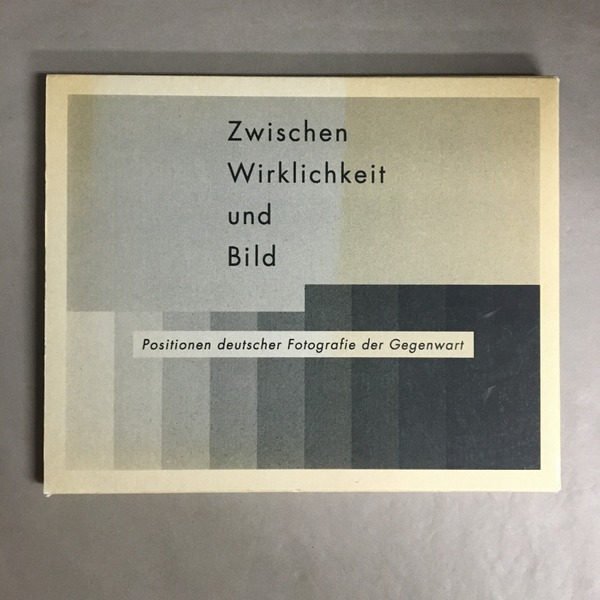 Zwischen
Wirklichkeit
und
Bild
Positionen deutscher Fotografie der Gegenwart